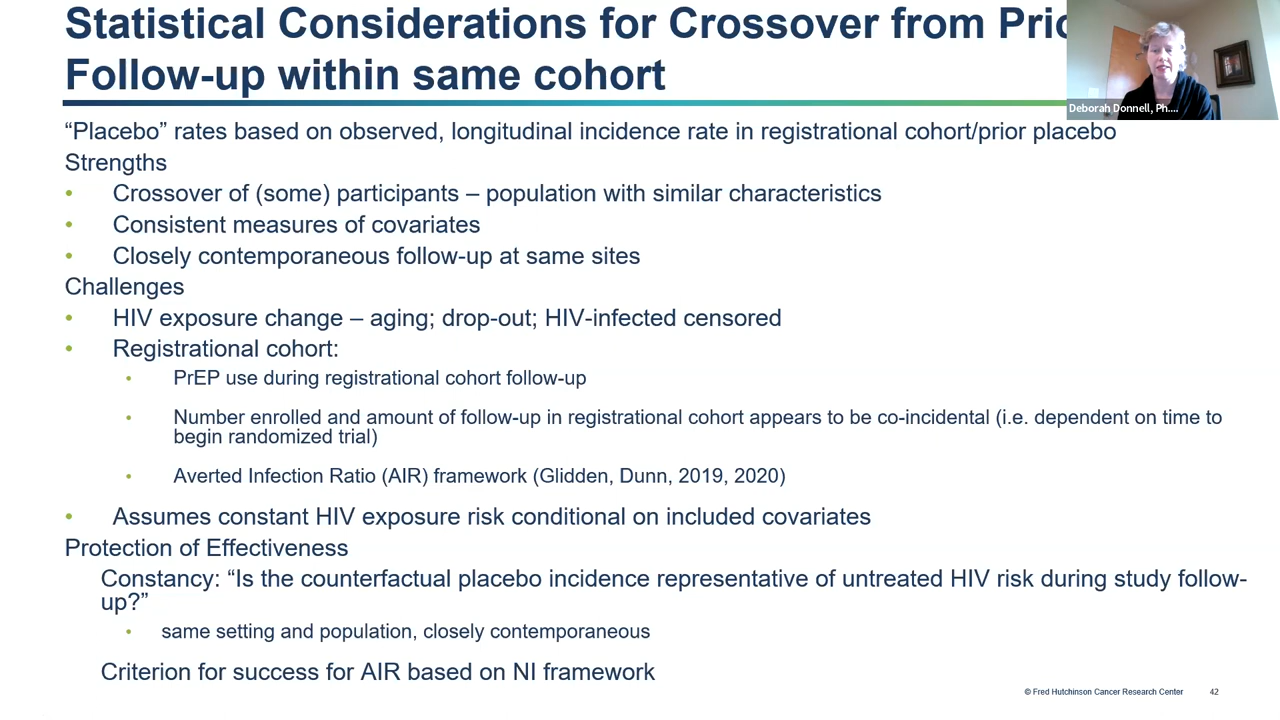 Statistical Considerations for Crossover from
Follow-up within same cohort
Deborah Donnell, Ph....
“Placebo” rates based on observed, longitudinal incidence rate in registrational cohort/prior placebo
Strengths
• Crossover of (some) participants – population with similar characteristics
• Consistent measures of covariates
• Closely contemporaneous follow-up at same sites
Challenges
• HIV exposure change – aging; drop-out; HIV-infected censored
• Registrational cohort:
• PrEP use during registrational cohort follow-up
• Number enrolled and amount of follow-up in registrational cohort appears to be co-incidental (i.e. dependent on time to
begin randomized trial)
• Averted Infection Ratio (AIR) framework (Glidden, Dunn, 2019, 2020)
• Assumes constant HIV exposure risk conditional on included covariates
Protection of Effectiveness
Constancy: “Is the counterfactual placebo incidence representative of untreated HIV risk during study follow-
up?”
• same setting and population, closely contemporaneous
Criterion for success for AIR based on NI framework
© Fred Hutchinson Cancer Research Center 42